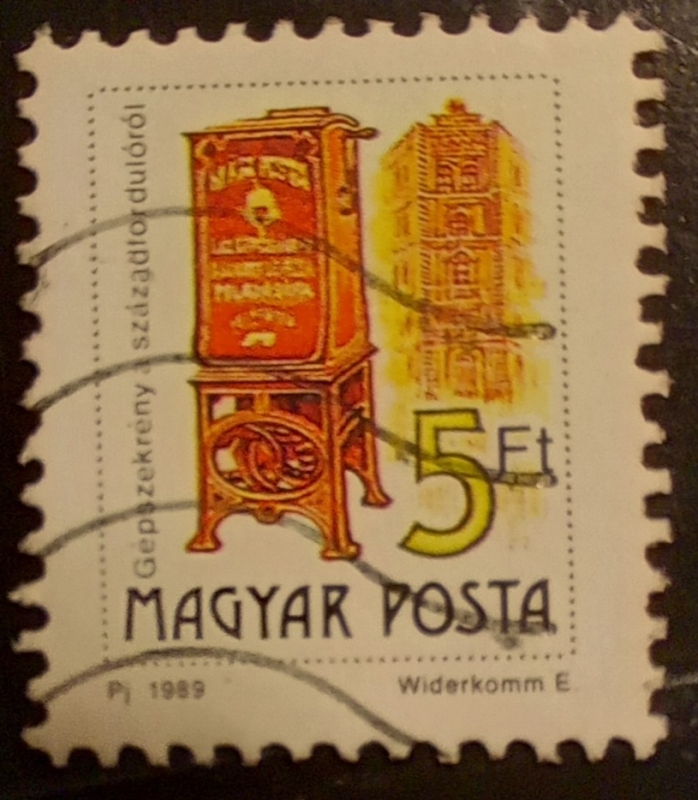 Gépszekrény a századfordulóról
5 Ft
MAGYAR POSTA
Pj 1989
Widerkomm E.